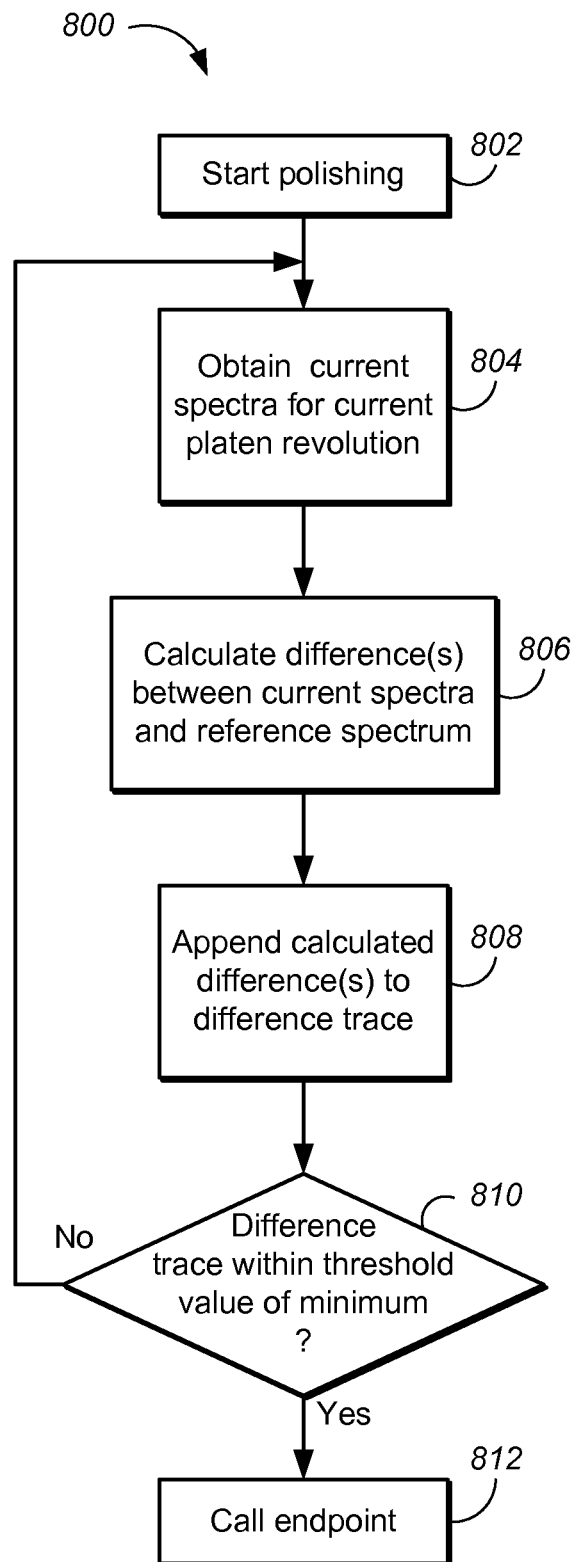 800
802
Start polishing
804
Obtain current
spectra for current
platen revolution
806
Calculate difference(s)
between current spectra
and reference spectrum
808
Append calculated
difference(s) to
difference trace
810
No
Difference
trace within threshold
value of minimum
?
Yes
812
Call endpoint